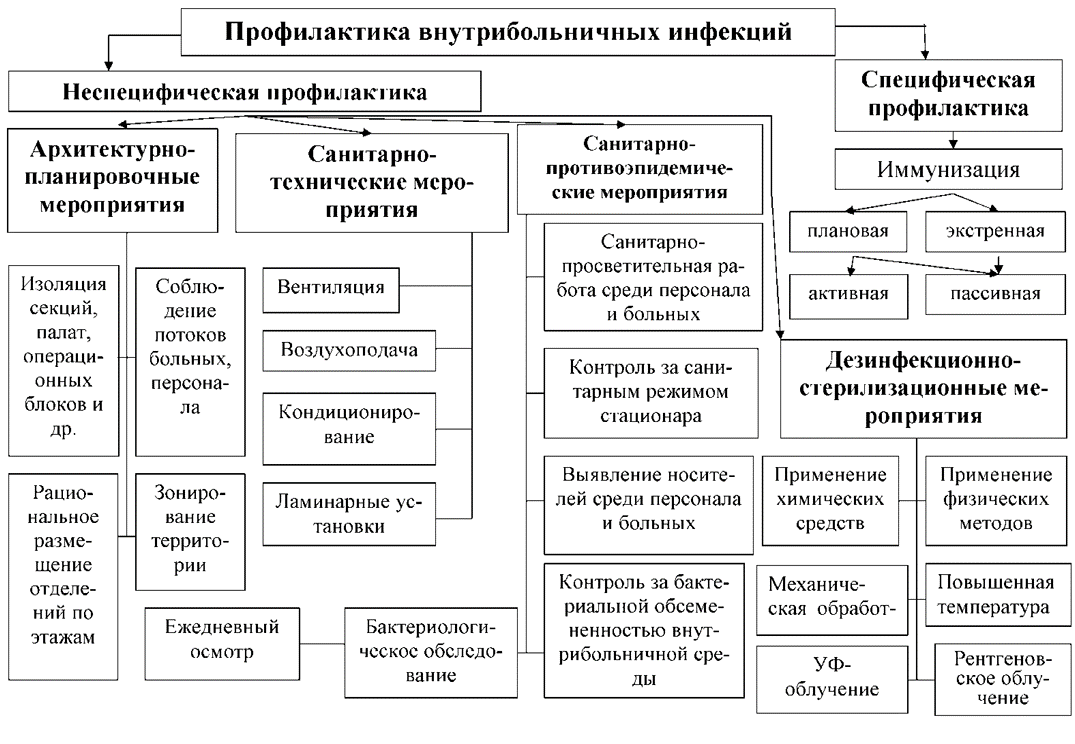 Профилактика внутрибольничных инфекций
Неспецифическая профилактика
Специфическая
профилактика
Архитектурно-
планировочные
мероприятия
Санитарно-
технические меро-
приятия
Санитарно-
противоэпидемиче-
ские мероприятия
Иммунизация
плановая
экстренная
активная
пассивная
Изоляция
секций,
палат,
операци-
онных
блоков и
др.
Соблю-
дение
потоков
больных,
персона-
ла
Рацио-
нальное
разме-
щение
отделе-
ний по
этажам
Зониро-
вание
террито-
рии
Вентиляция
Воздухоподача
Кондициониро-
вание
Ламинарные ус-
тановки
Санитарно-
просветительная ра-
бота среди персонала
и больных
Контроль за сани-
тарным режимом
стационара
Выявление носите-
лей среди персонала
и больных
Контроль за бакте-
риальной обсеме-
ненностью внут-
рибольничной сре-
ды
Бактериологи-
ческое обследо-
вание
Ежедневный
осмотр
Дезинфекционно-
стерилизационные ме-
роприятия
Применение
химических
средств
Применение
физических
методов
Механиче-
ская обработ-
Повышенная
температура
УФ-
облучение
Рентгенов-
ское облу-
чение